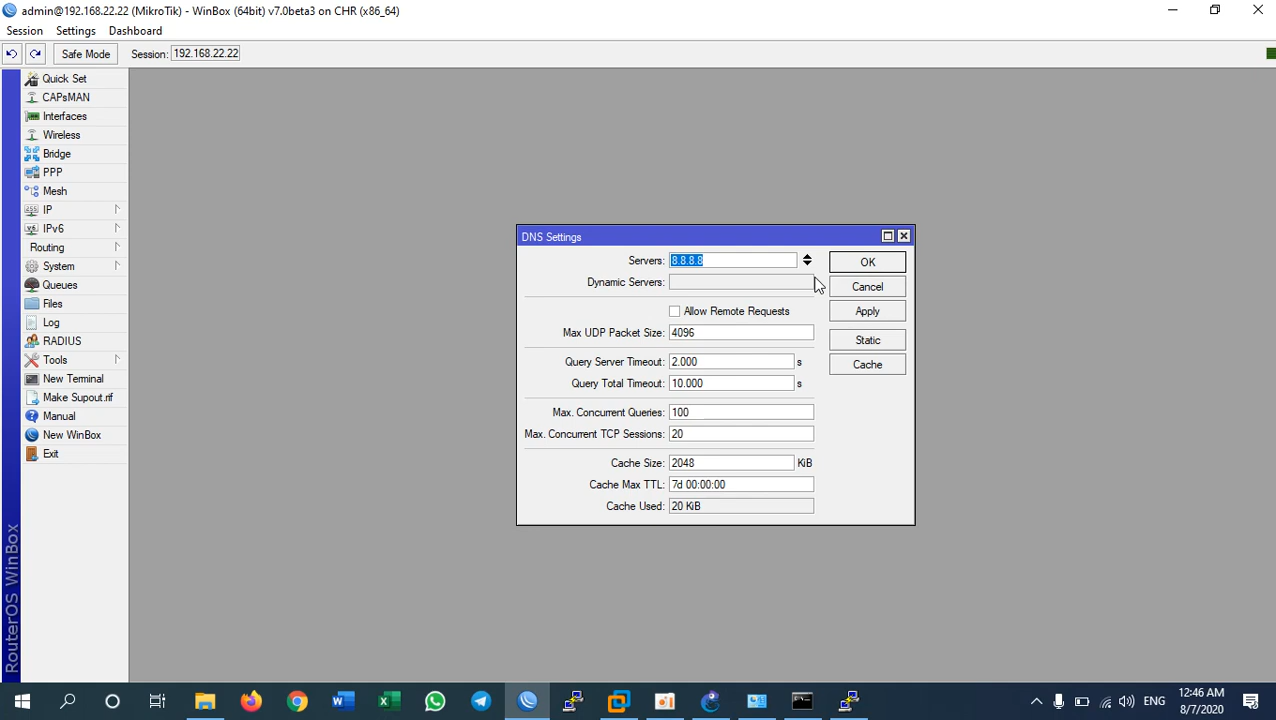 admin@192.168.22.22 (MikroTik) - WinBox (64bit) v7.0beta3 on CHR (x86_64)
Session Settings Dashboard
Safe Mode Session: 192.168.22.22
Quick Set
CAPsMAN
Interfaces
Wireless
Bridge
PPP
Mesh
IP
IPv6
Routing
System
Queues
Files
Log
RADIUS
Tools
New Terminal
Make Supout.rif
Manual
New WinBox
Exit
RouterOS WinBox
DNS Settings
Servers: 8.8.8.8
Dynamic Servers:
Allow Remote Requests
Max UDP Packet Size: 4096
Query Server Timeout: 2.000 s
Query Total Timeout: 10.000 s
Max. Concurrent Queries: 100
Max. Concurrent TCP Sessions: 20
Cache Size: 2048 KiB
Cache Max TTL: 7d 00:00:00
Cache Used: 20 KiB
OK
Cancel
Apply
Static
Cache
ENG
12:46 AM
8/7/2020